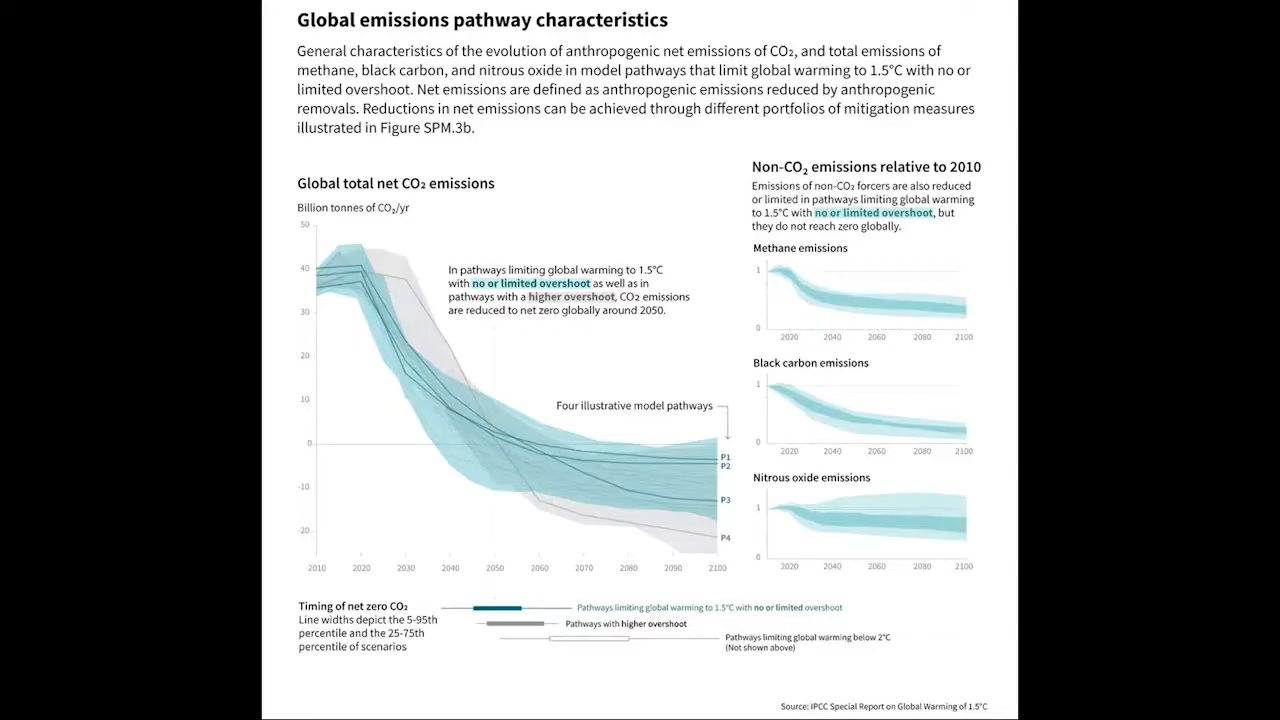 Global emissions pathway characteristics
General characteristics of the evolution of anthropogenic net emissions of CO₂, and total emissions of
methane, black carbon, and nitrous oxide in model pathways that limit global warming to 1.5°C with no or
limited overshoot. Net emissions are defined as anthropogenic emissions reduced by anthropogenic
removals. Reductions in net emissions can be achieved through different portfolios of mitigation measures
illustrated in Figure SPM.3b.
Global total net CO₂ emissions
Billion tonnes of CO₂/yr
50
40
30
20
10
0
-10
-20
2010 2020 2030 2040 2050 2060 2070 2080 2090 2100
In pathways limiting global warming to 1.5°C
with no or limited overshoot as well as in
pathways with a higher overshoot, CO₂ emissions
are reduced to net zero globally around 2050.
Four illustrative model pathways
P1
P2
P3
P4
Non-CO₂ emissions relative to 2010
Emissions of non-CO₂ forcers are also reduced
or limited in pathways limiting global warming
to 1.5°C with no or limited overshoot, but
they do not reach zero globally.
Methane emissions
1
0
2020 2040 2060 2080 2100
Black carbon emissions
1
0
2020 2040 2060 2080 2100
Nitrous oxide emissions
1
0
2020 2040 2060 2080 2100
Timing of net zero CO₂
Line widths depict the 5-95th
percentile and the 25-75th
percentile of scenarios
Pathways limiting global warming to 1.5°C with no or limited overshoot
Pathways with higher overshoot
Pathways limiting global warming below 2°C
(Not shown above)
Source: IPCC Special Report on Global Warming of 1.5°C